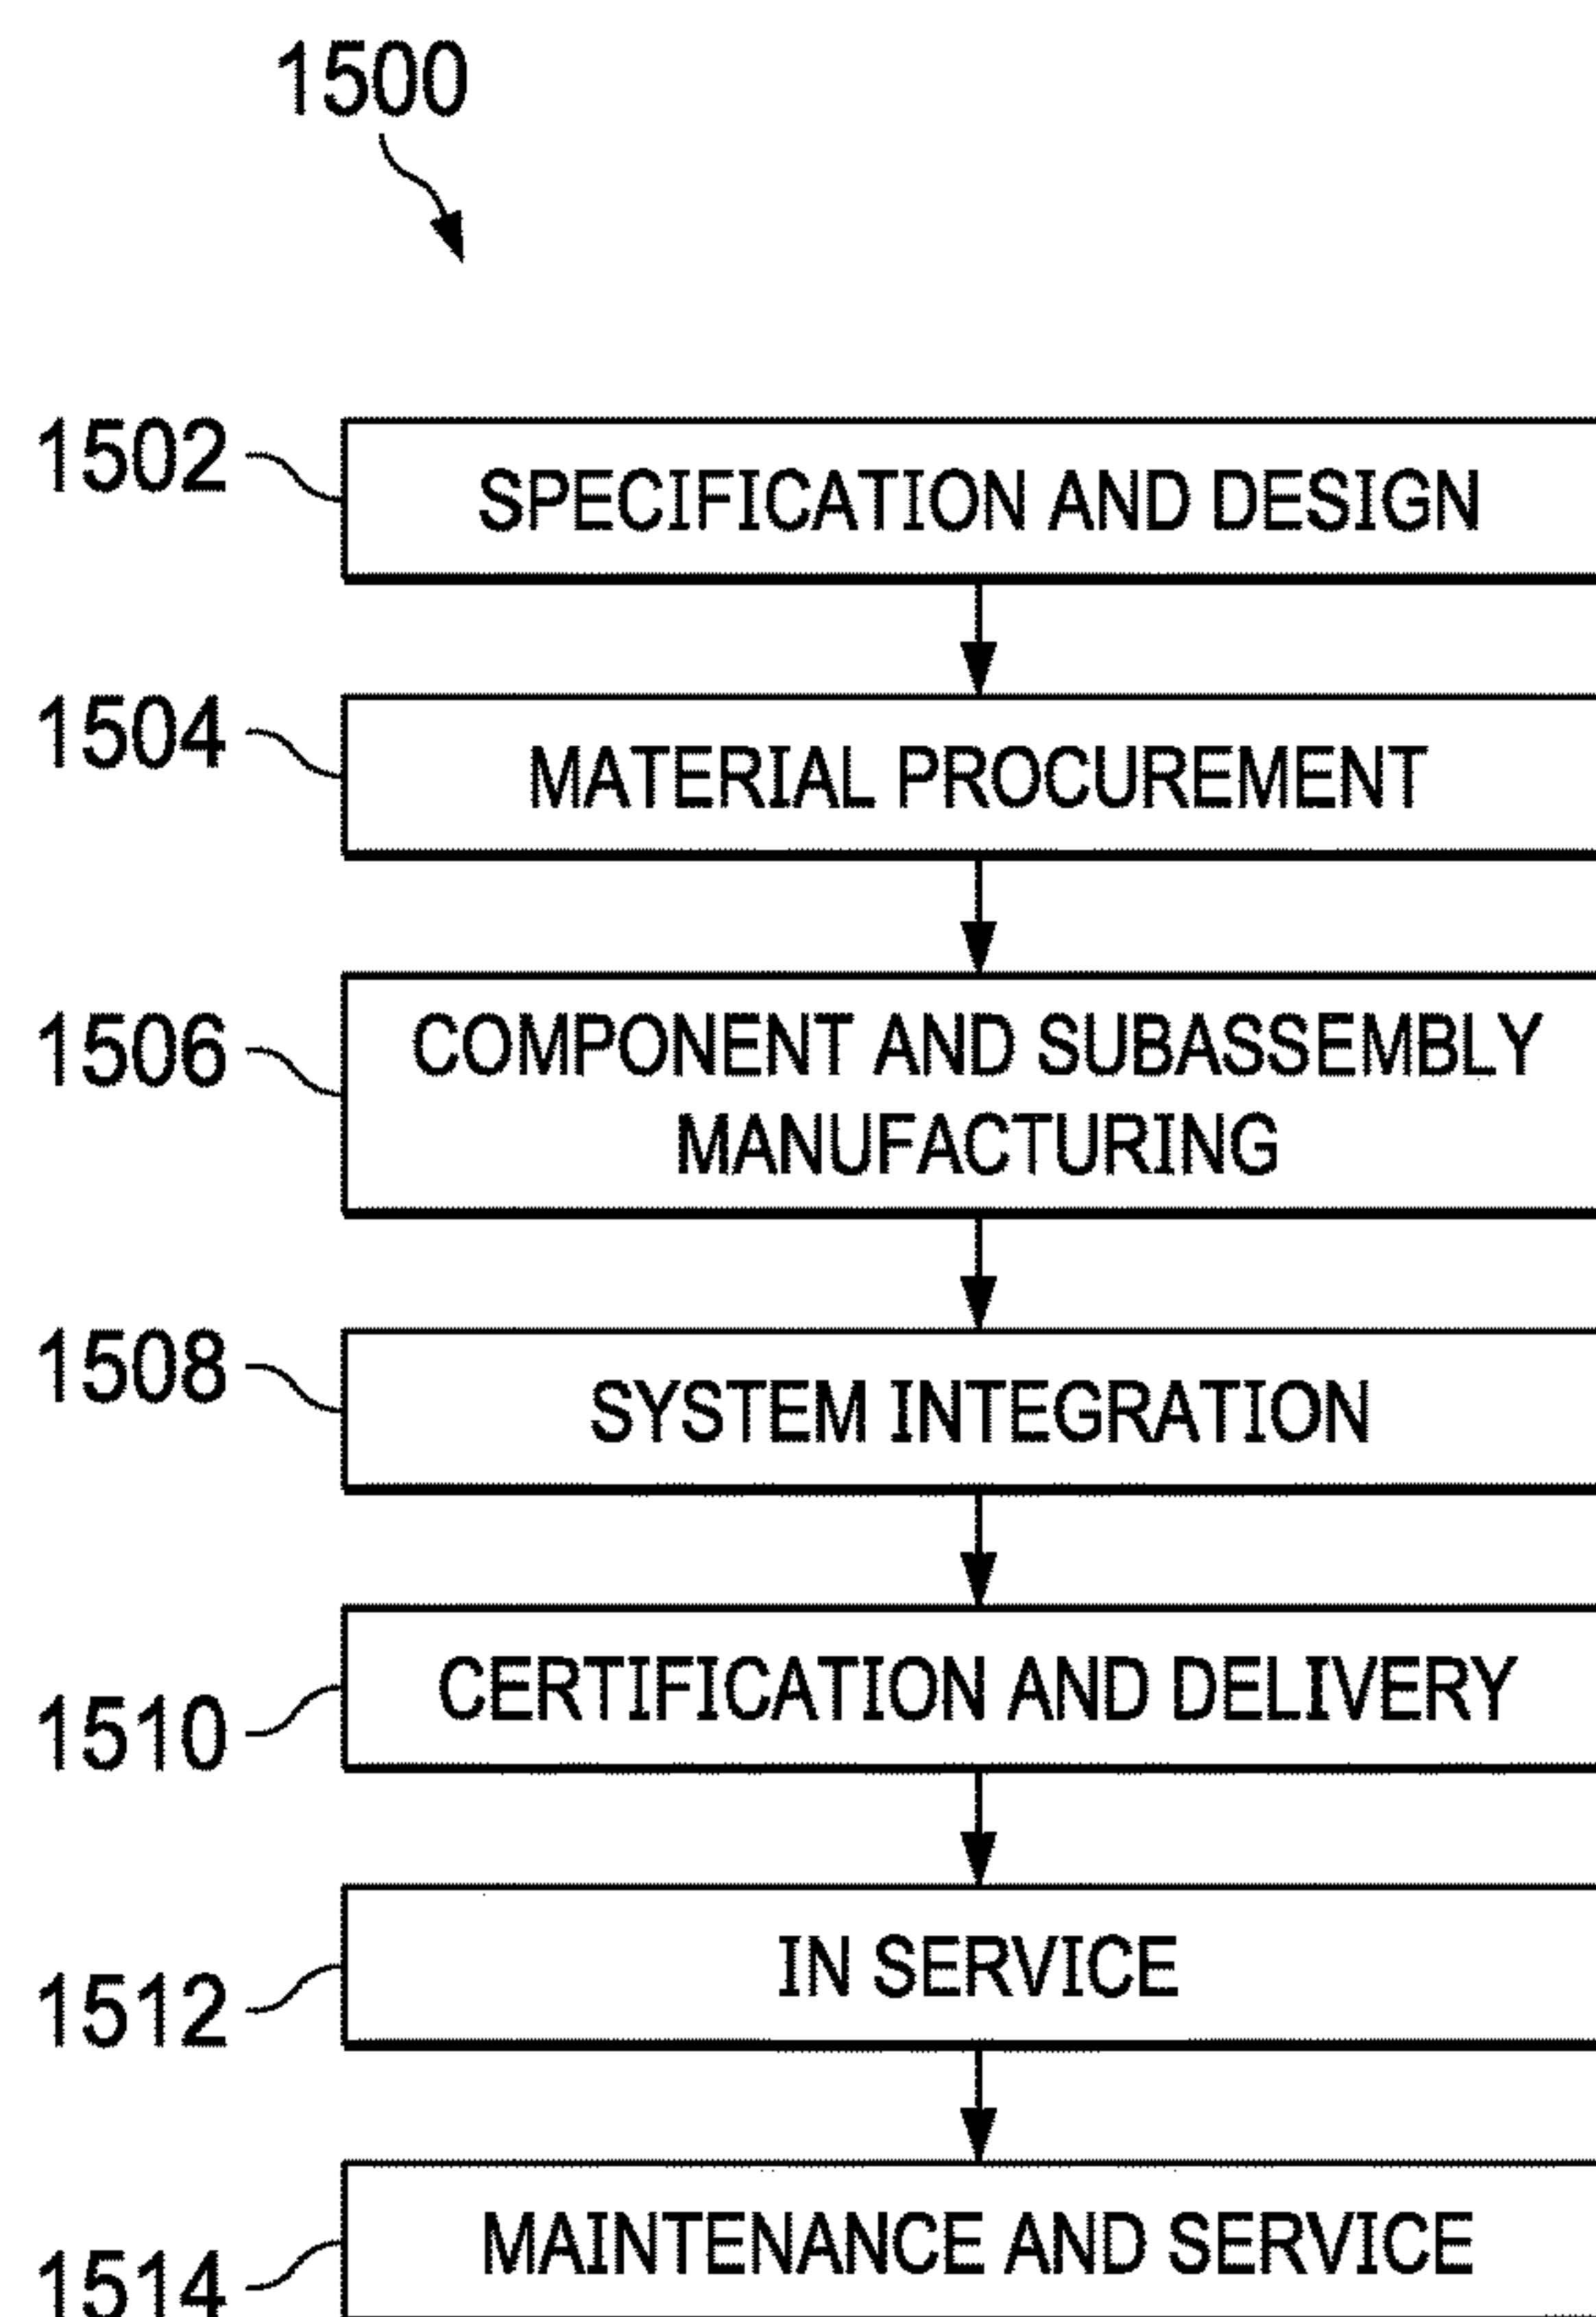 1500
1502
SPECIFICATION AND DESIGN
1504
MATERIAL PROCUREMENT
1506
COMPONENT AND SUBASSEMBLY
MANUFACTURING
1508
SYSTEM INTEGRATION
1510
CERTIFICATION AND DELIVERY
1512
IN SERVICE
1514
MAINTENANCE AND SERVICE